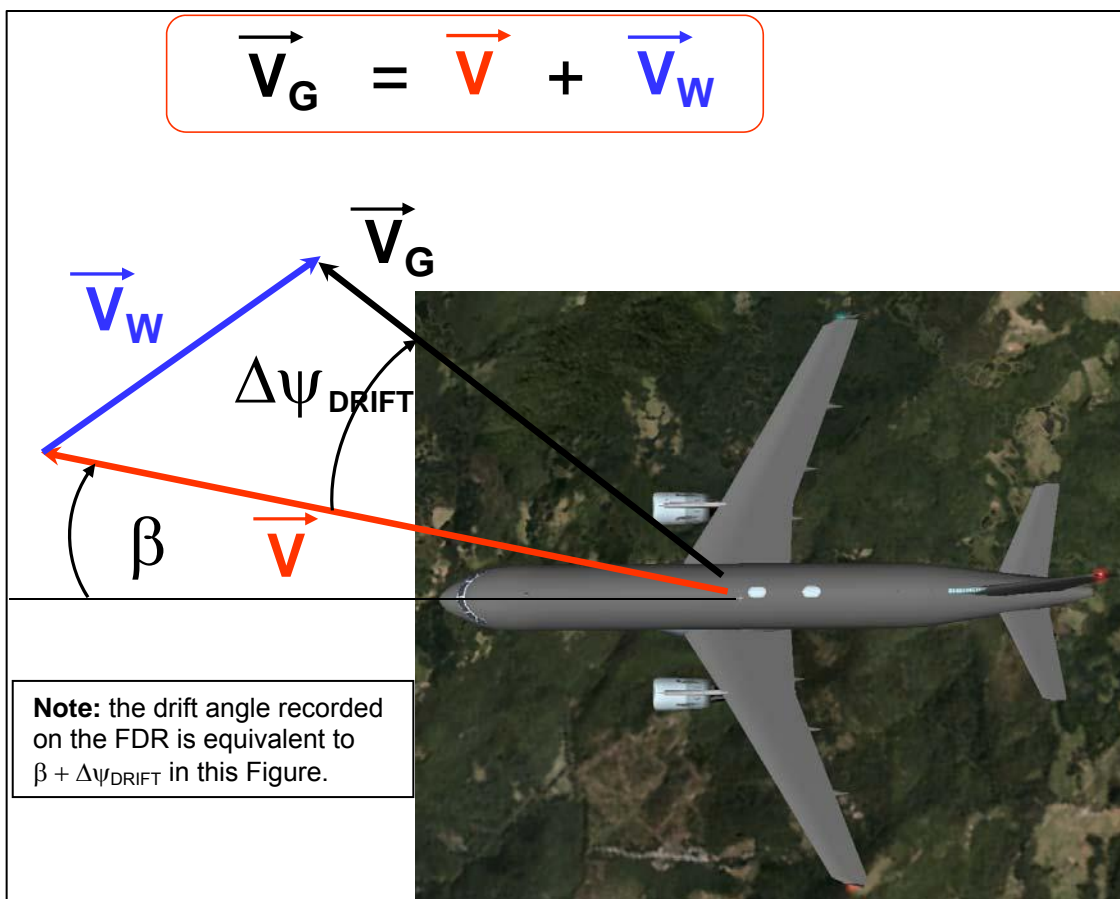 V_G = V + V_W
V_G
V_W
Δψ_DRIFT
β
V
Note: the drift angle recorded
on the FDR is equivalent to
β + Δψ_DRIFT in this Figure.